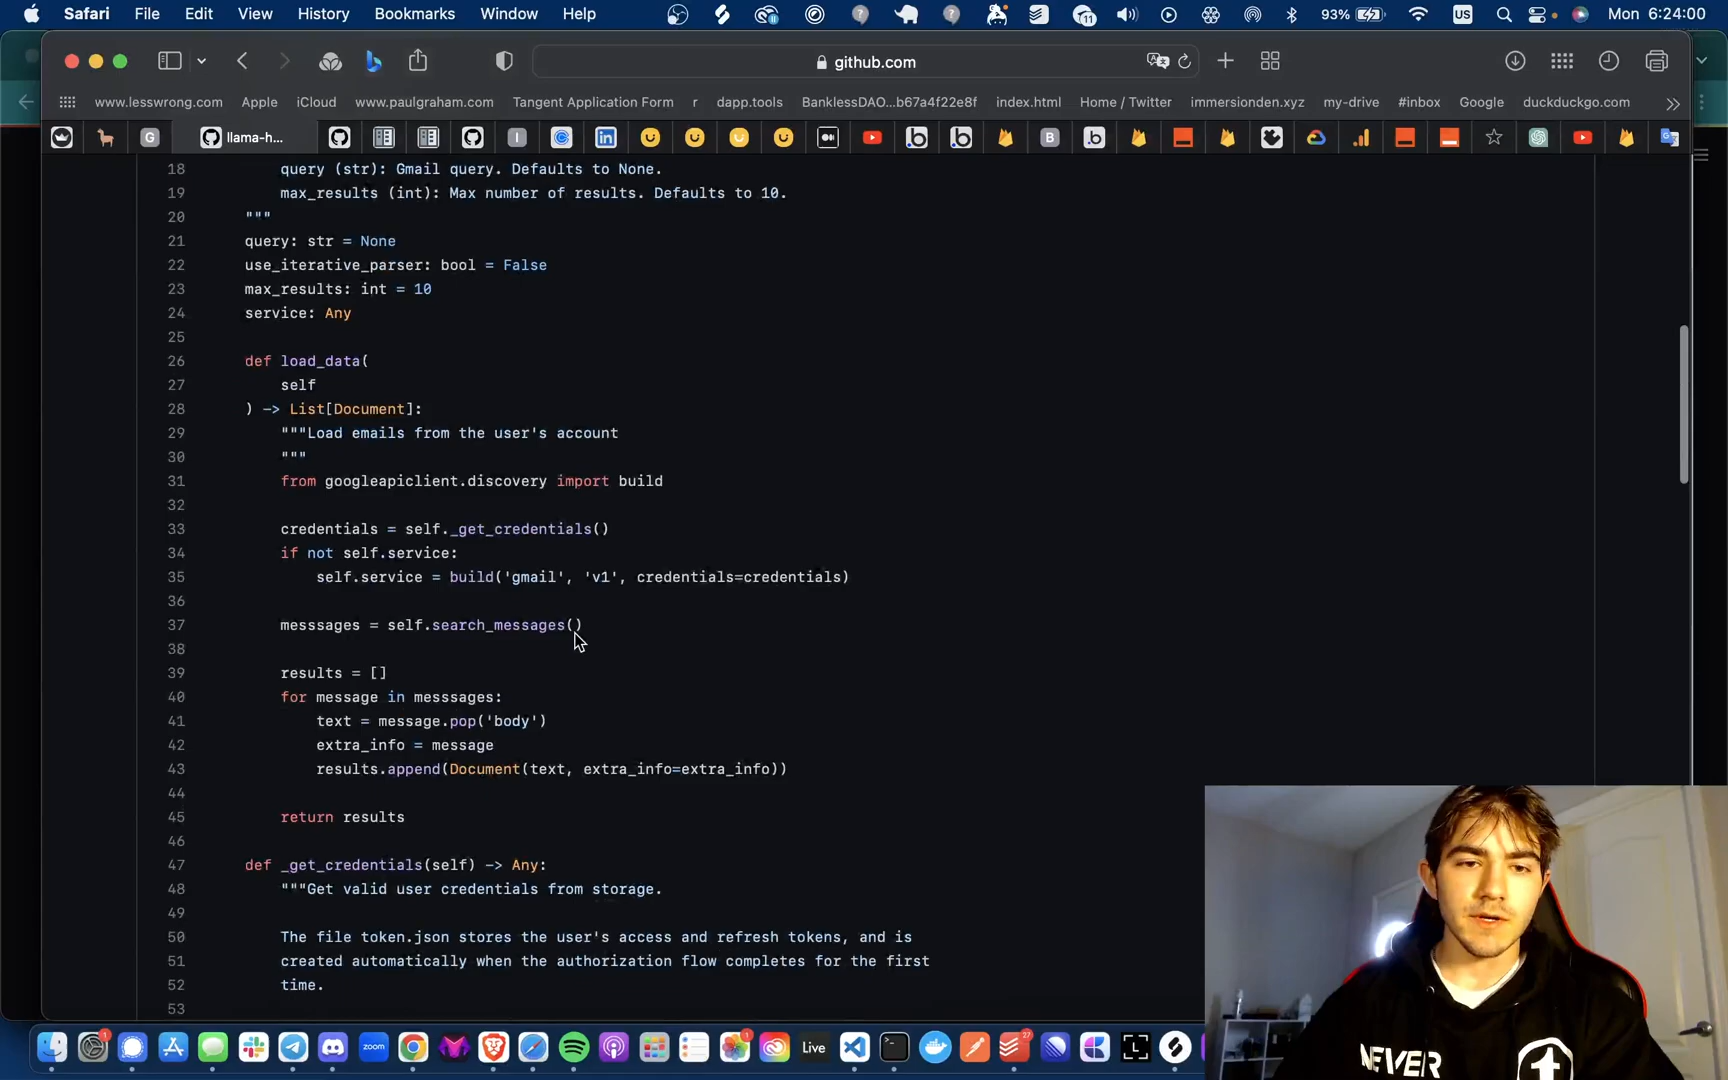 Safari File Edit View History Bookmarks Window Help 11 93% US Mon 6:24:00
github.com
www.lesswrong.com Apple iCloud www.paulgraham.com Tangent Application Form r dapp.tools BanklessDAO...b67a4f22e8f index.html Home / Twitter immersionden.xyz my-drive #inbox Google duckduckgo.com
llama-h...
18 query (str): Gmail query. Defaults to None.
19 max_results (int): Max number of results. Defaults to 10.
20 """
21 query: str = None
22 use_iterative_parser: bool = False
23 max_results: int = 10
24 service: Any
25
26 def load_data(
27 self
28 ) -> List[Document]:
29 """Load emails from the user's account
30 """
31 from googleapiclient.discovery import build
32
33 credentials = self._get_credentials()
34 if not self.service:
35 self.service = build('gmail', 'v1', credentials=credentials)
36
37 messsages = self.search_messages()
38
39 results = []
40 for message in messsages:
41 text = message.pop('body')
42 extra_info = message
43 results.append(Document(text, extra_info=extra_info))
44
45 return results
46
47 def _get_credentials(self) -> Any:
48 """Get valid user credentials from storage.
49
50 The file token.json stores the user's access and refresh tokens, and is
51 created automatically when the authorization flow completes for the first
52 time.
53
zoom
Live
NEVER